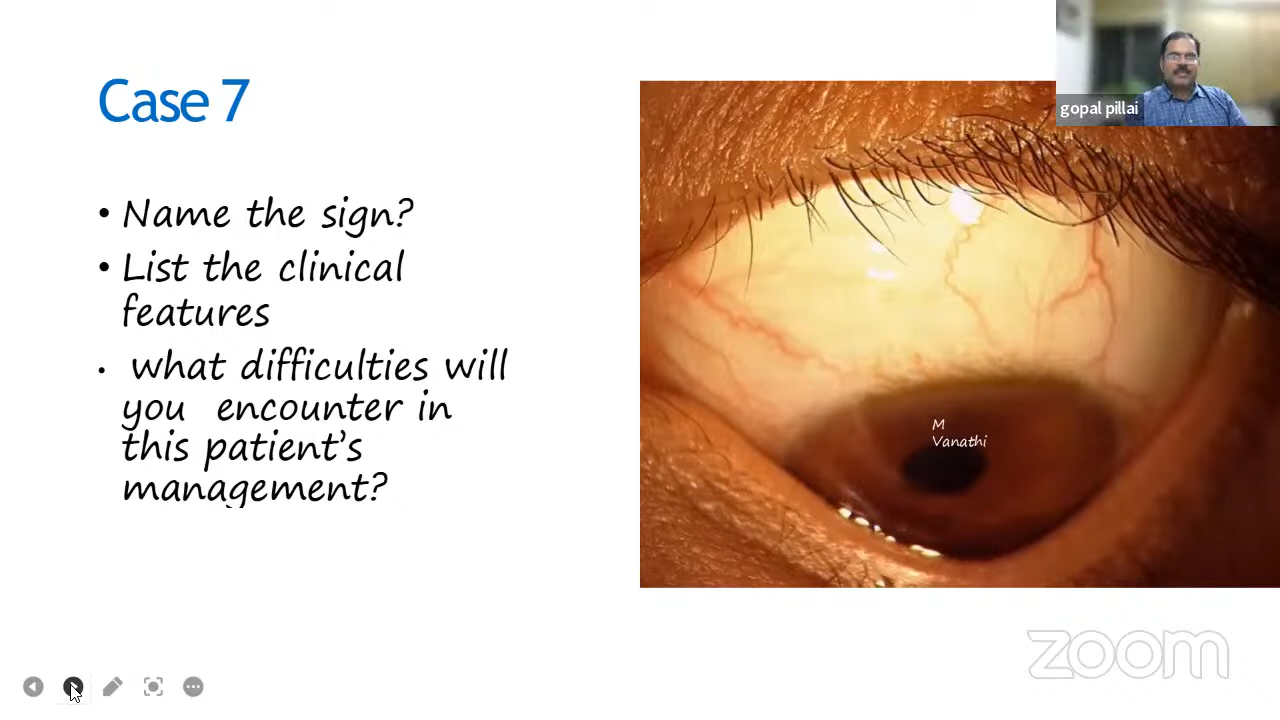 Case 7
gopal pillai
• Name the sign?
• List the clinical
features
• what difficulties will
you encounter in
this patient's
management?
M
Vanathi
zoom